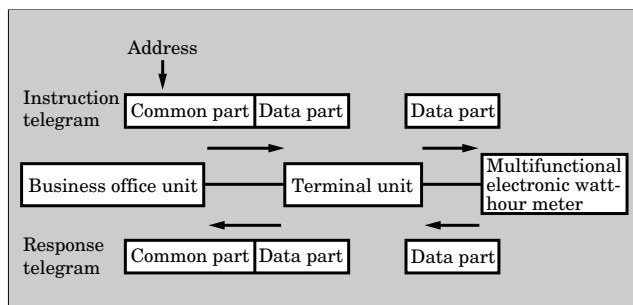 Address
Instruction
telegram
Common part
Data part
Data part
Business office unit
Terminal unit
Multifunctional
electronic watt-
hour meter
Response
telegram
Common part
Data part
Data part